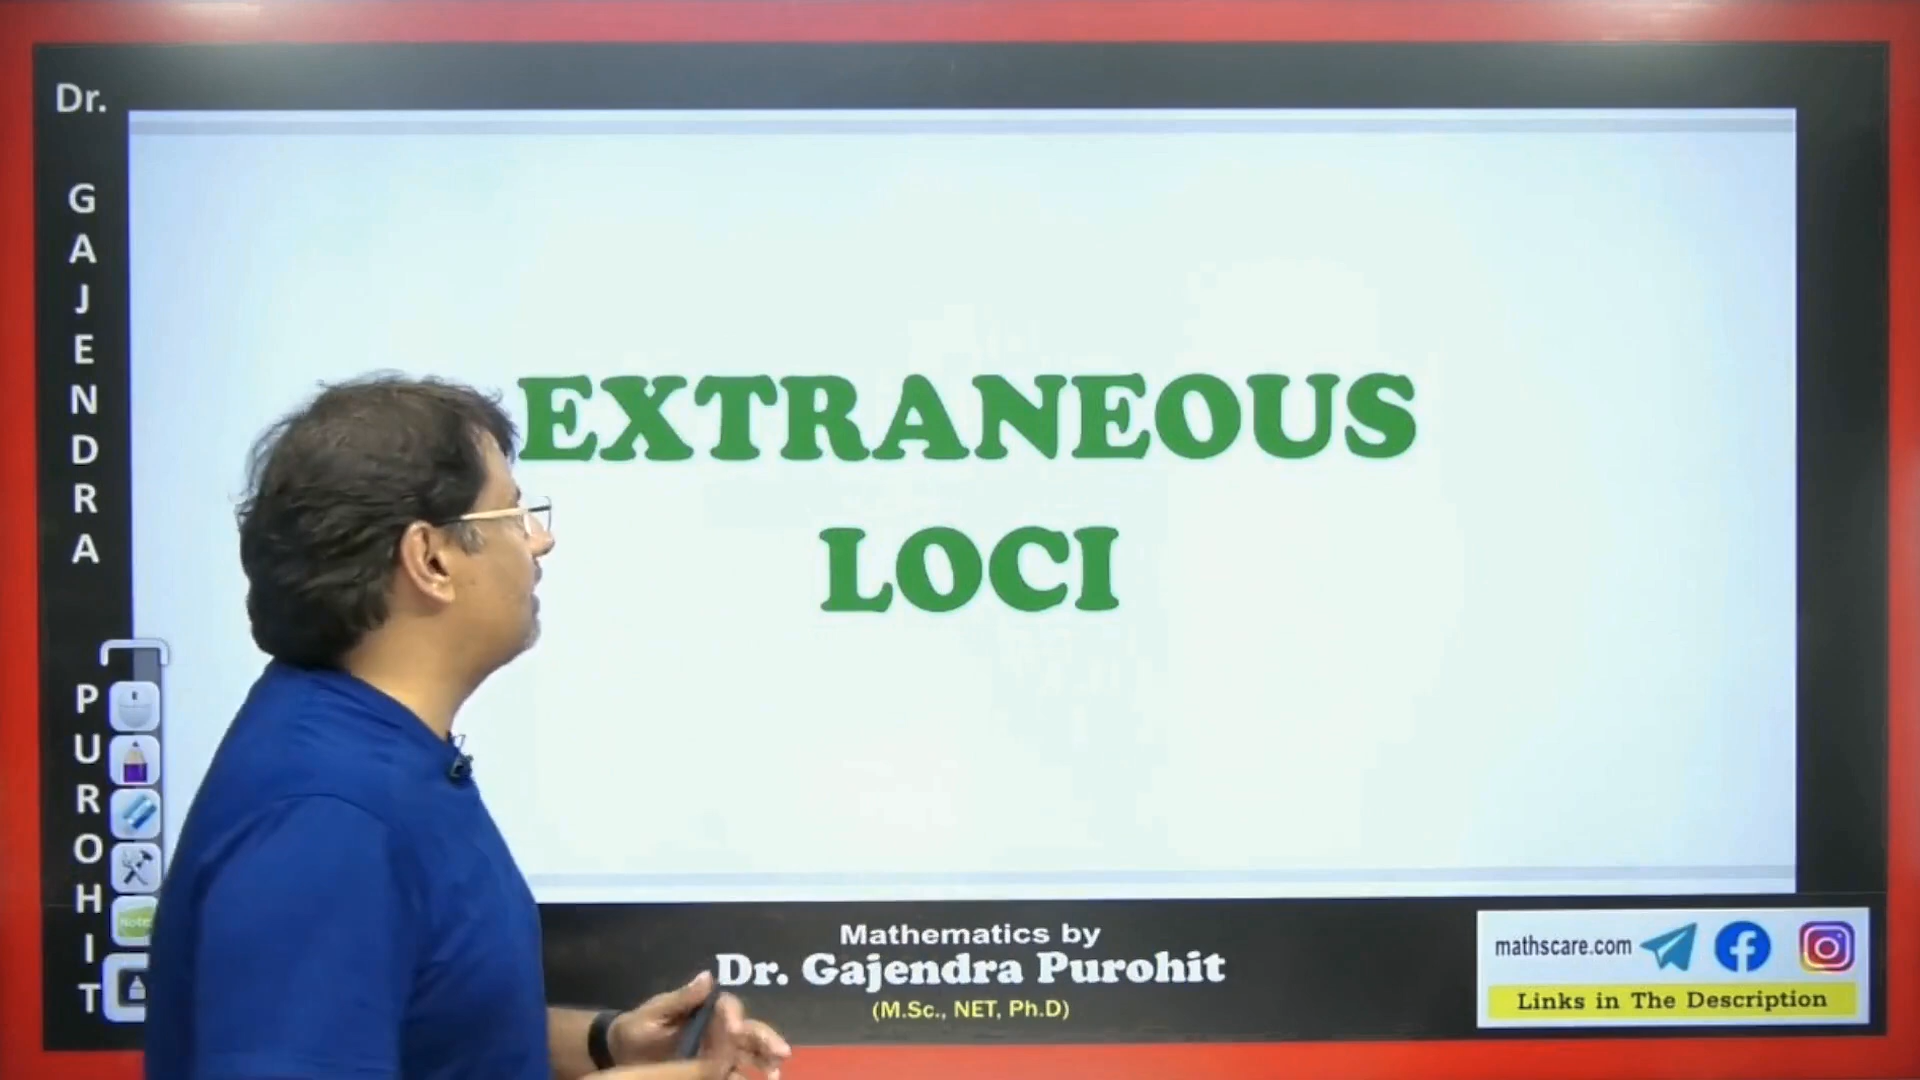 Dr.
GAJENDRA
PUROHIT
EXTRANEOUS
LOCI
Note
Mathematics by
Dr. Gajendra Purohit
(M.Sc., NET, Ph.D)
mathscare.com
Links in The Description